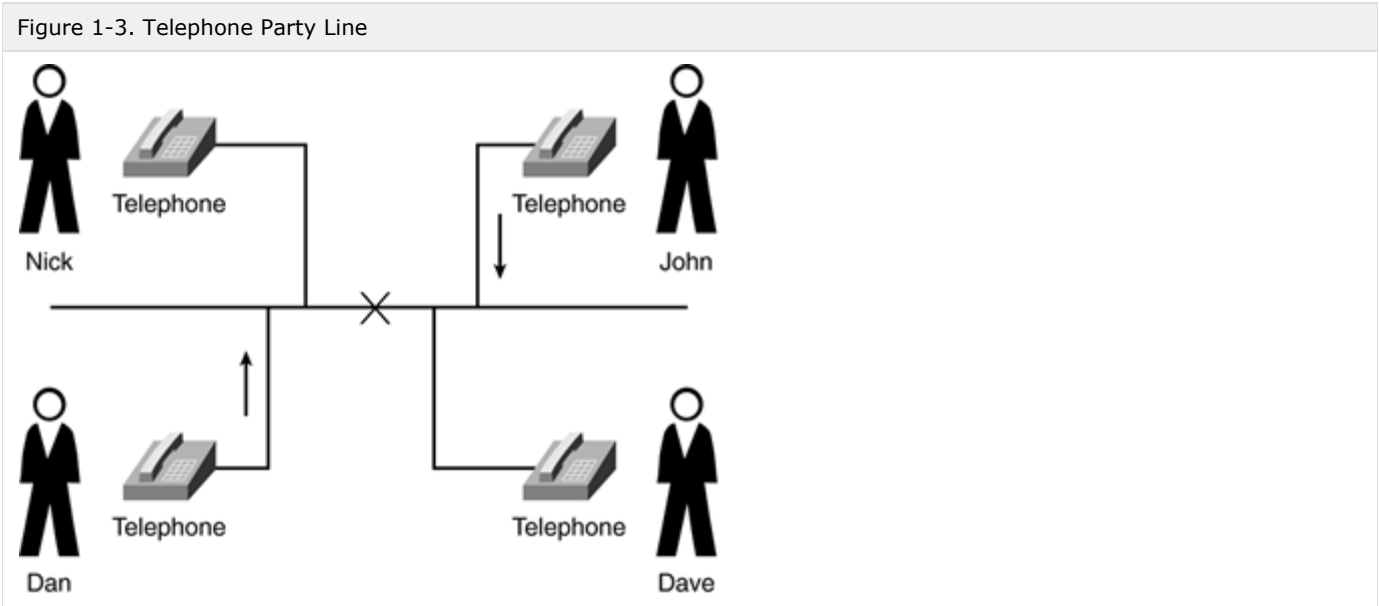 Figure 1-3. Telephone Party Line
Telephone
Telephone
Nick
John
Telephone
Telephone
Dan
Dave